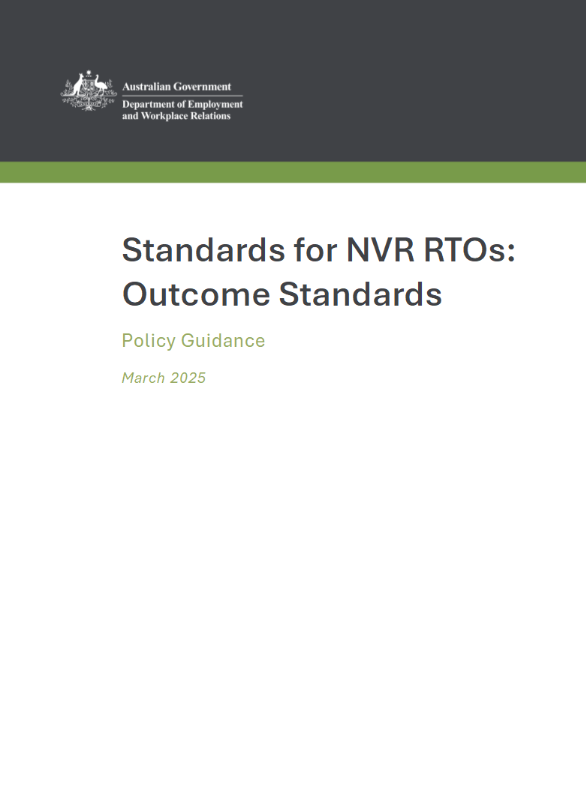 Australian Government
Department of Employment
and Workplace Relations
Standards for NVR RTOs:
Outcome Standards
Policy Guidance
March 2025